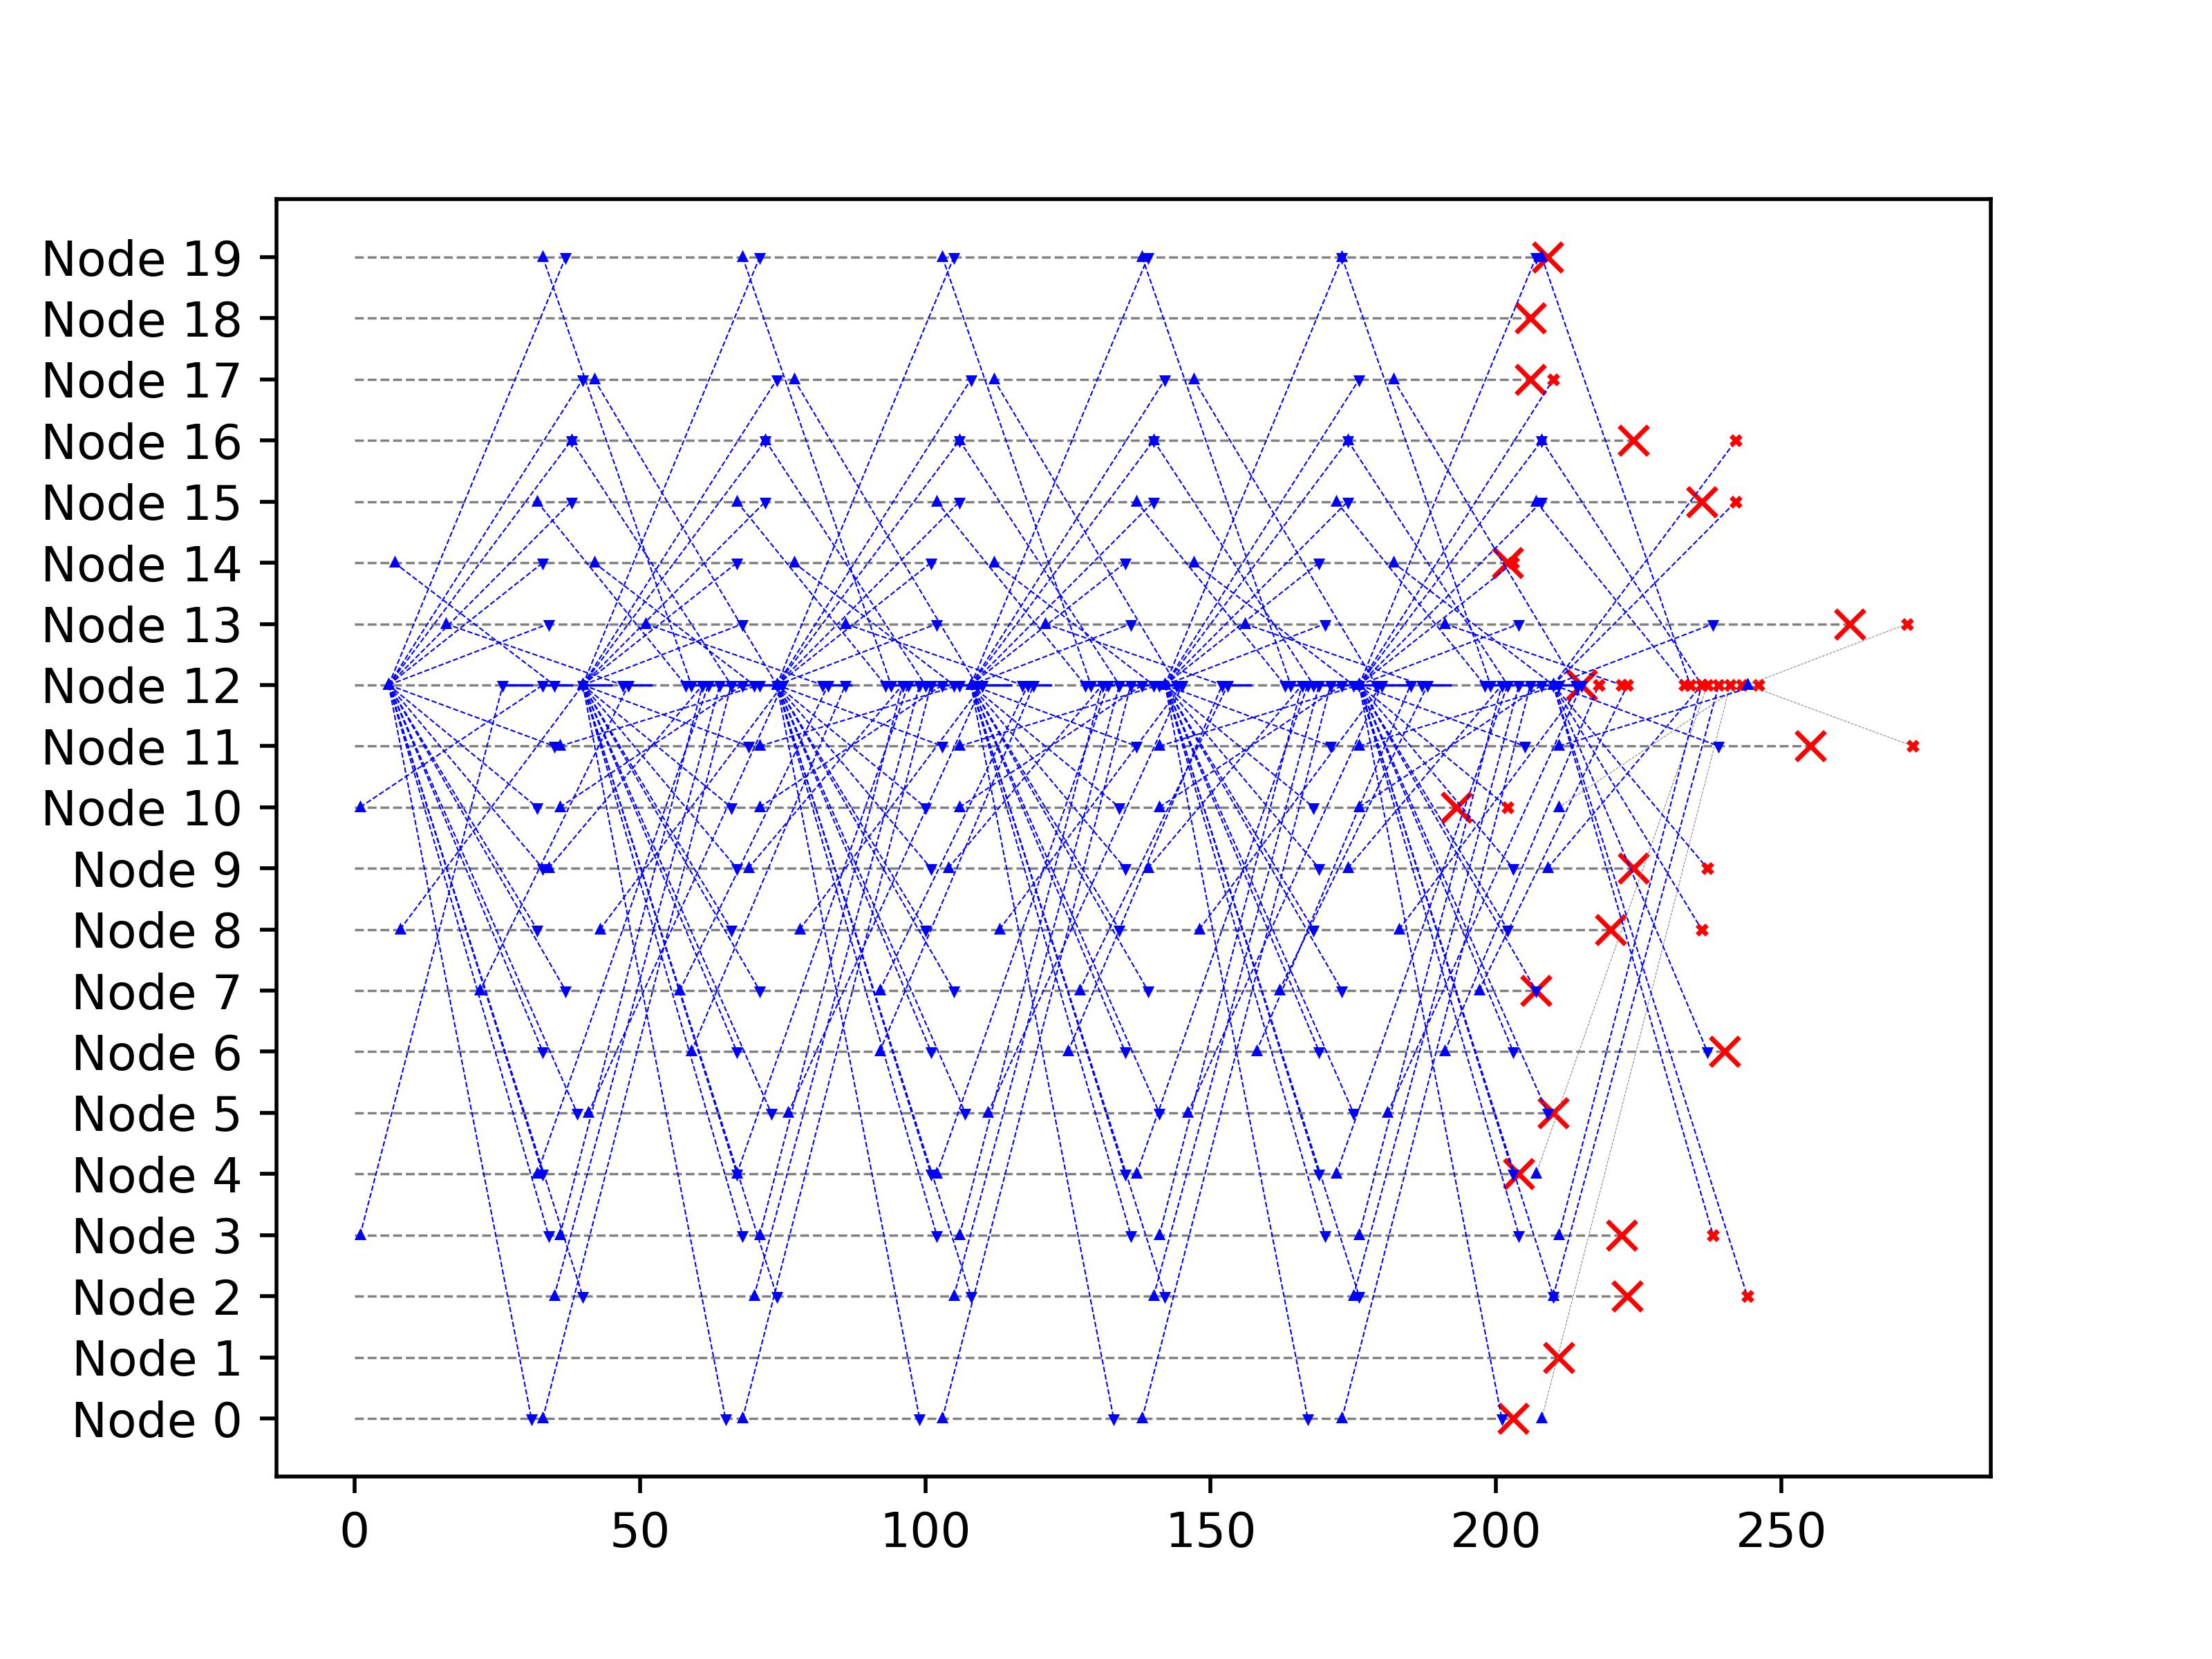 Node 19
Node 18
Node 17
Node 16
Node 15
Node 14
Node 13
Node 12
Node 11
Node 10
Node 9
Node 8
Node 7
Node 6
Node 5
Node 4
Node 3
Node 2
Node 1
Node 0
0 50 100 150 200 250